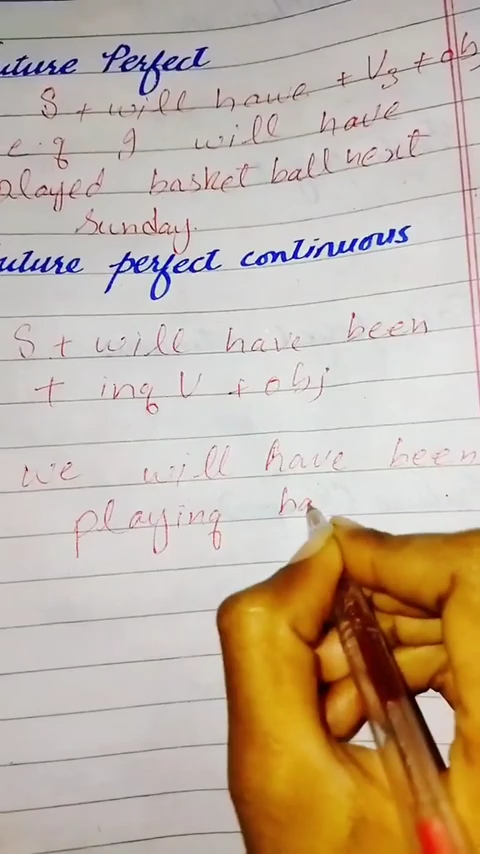 uture Perfect
S + will have + V3 + ob
e.g I will have
played basket ball next
Sunday.
uture perfect continuous
S + will have been
+ ing V + obj
we will have been
playing ba